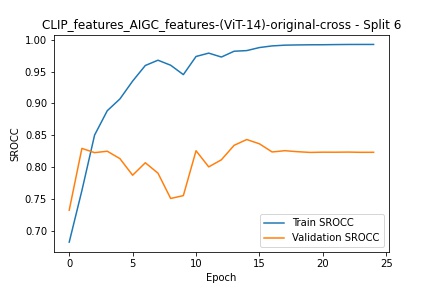 CLIP_features_AIGC_features-(ViT-14)-original-cross - Split 6
1.00
0.95
0.90
0.85
0.80
0.75
0.70
SROCC
Train SROCC
Validation SROCC
0 5 10 15 20 25
Epoch